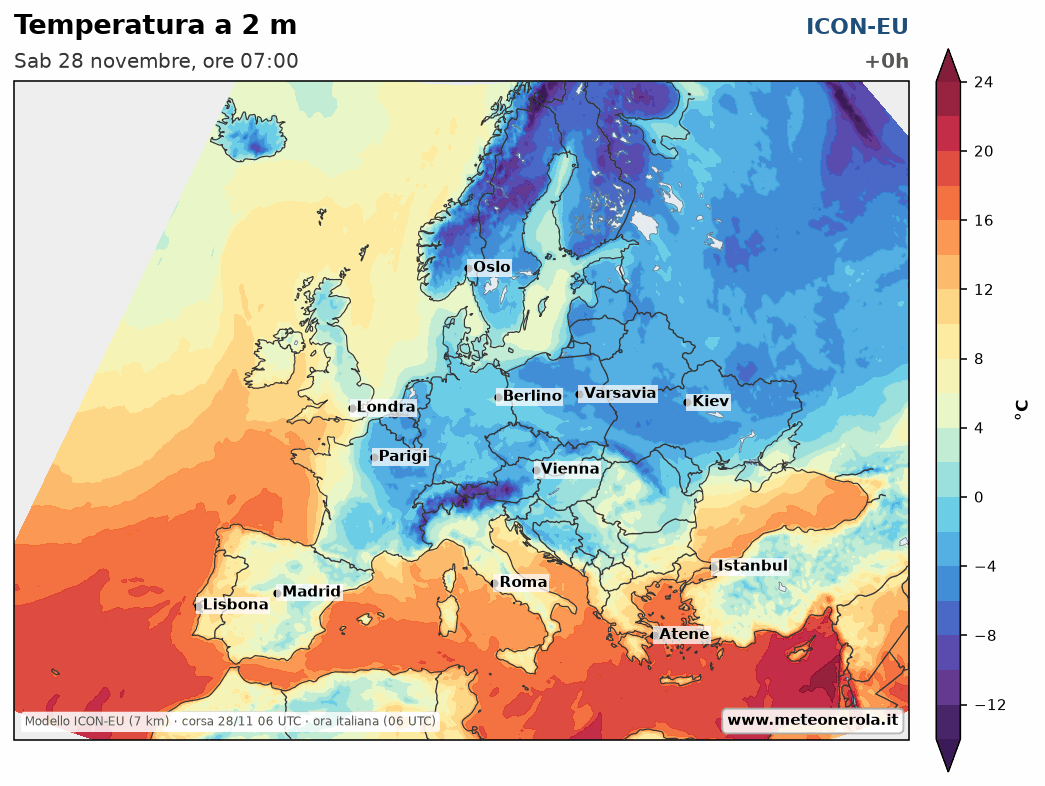 Temperatura a 2 m
ICON-EU
Sab 28 novembre, ore 07:00
+0h
24
20
16
12
8
4
0
−4
−8
−12
°C
Oslo
Londra
Berlino
Varsavia
Kiev
Parigi
Vienna
Istanbul
Roma
Madrid
Lisbona
Atene
Modello ICON-EU (7 km) · corsa 28/11 06 UTC · ora italiana (06 UTC)
www.meteonerola.it